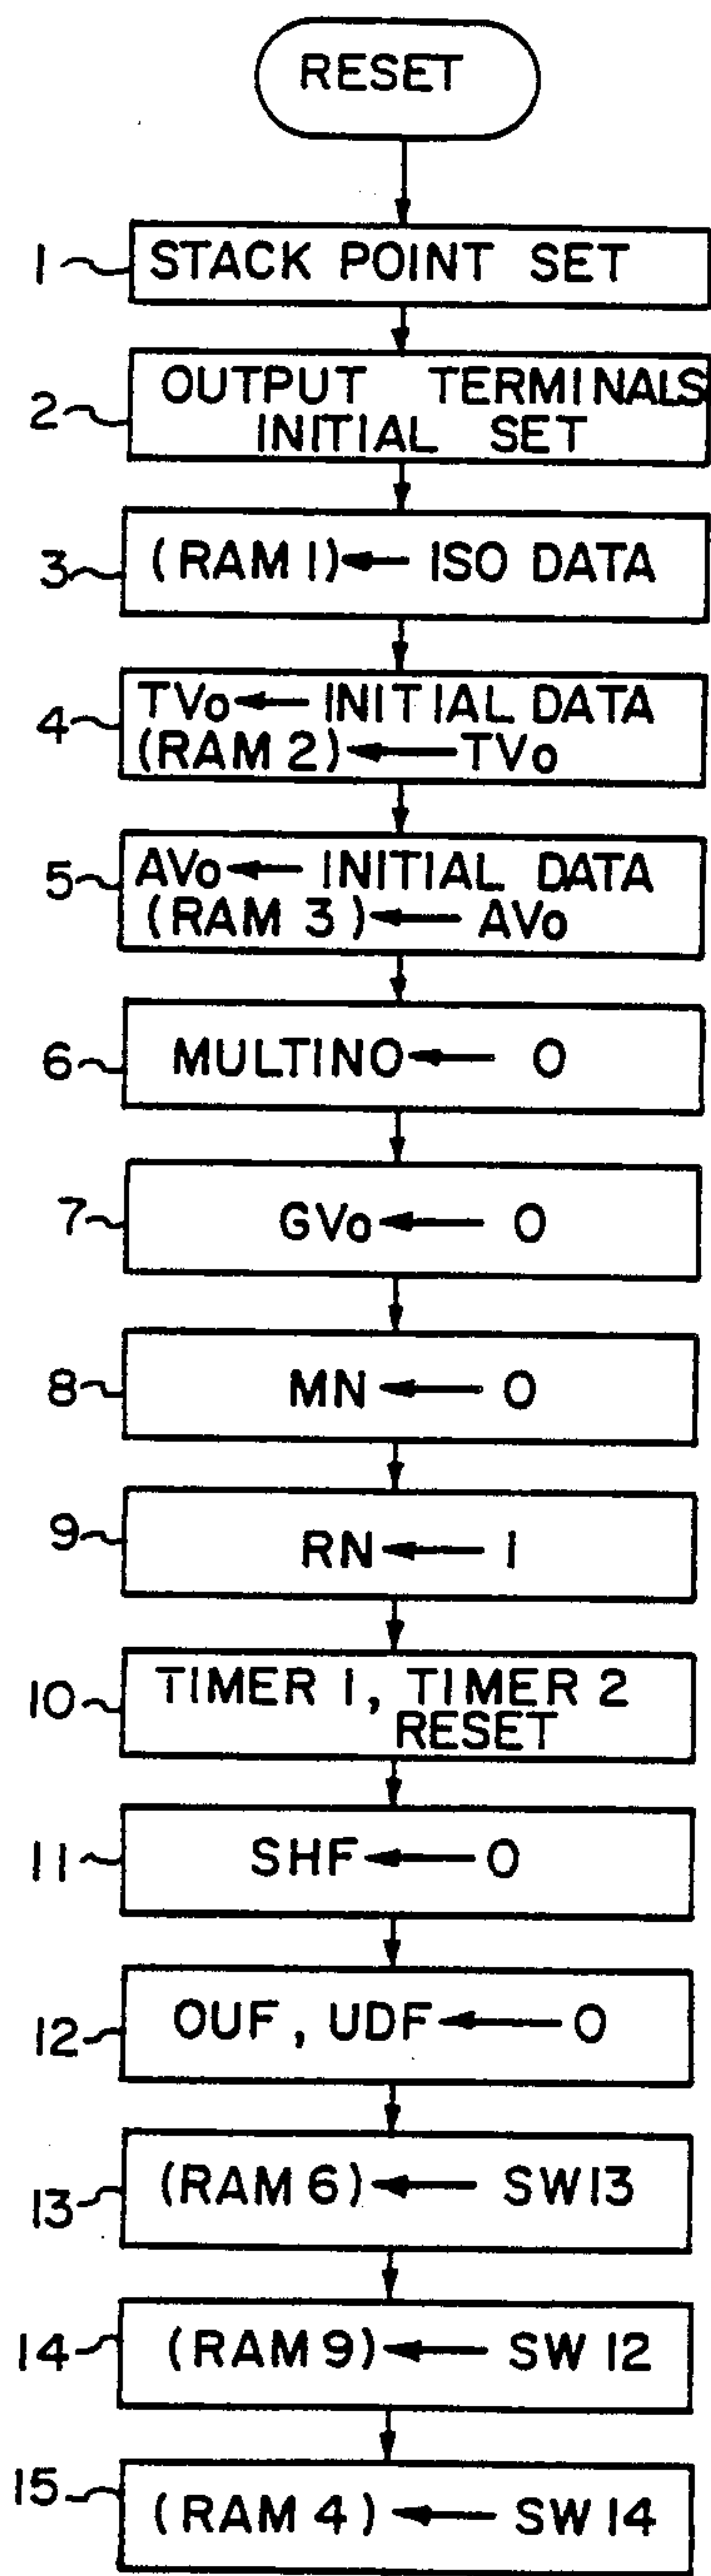 RESET
1 STACK POINT SET
2 OUTPUT TERMINALS
INITIAL SET
3 (RAM 1) ← ISO DATA
4 TVo ← INITIAL DATA
(RAM 2) ← TVo
5 AVo ← INITIAL DATA
(RAM 3) ← AVo
6 MULTINO ← 0
7 GVo ← 0
8 MN ← 0
9 RN ← 1
10 TIMER 1, TIMER 2
RESET
11 SHF ← 0
12 OUF, UDF ← 0
13 (RAM 6) ← SW13
14 (RAM 9) ← SW 12
15 (RAM 4) ← SW 14